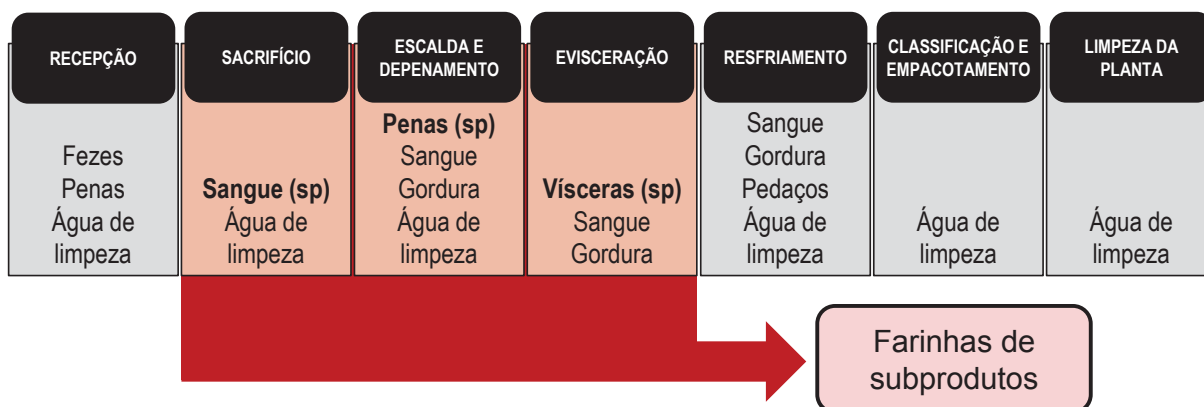 RECEPÇÃO
Fezes
Penas
Água de
limpeza
SACRIFÍCIO
Sangue (sp)
Água de
limpeza
ESCALDA E
DEPENAMENTO
Penas (sp)
Sangue
Gordura
Água de
limpeza
EVISCERAÇÃO
Vísceras (sp)
Sangue
Gordura
RESFRIAMENTO
Sangue
Gordura
Pedaços
Água de
limpeza
CLASSIFICAÇÃO E
EMPACOTAMENTO
Água de
limpeza
LIMPEZA DA
PLANTA
Água de
limpeza
Farinhas de
subprodutos